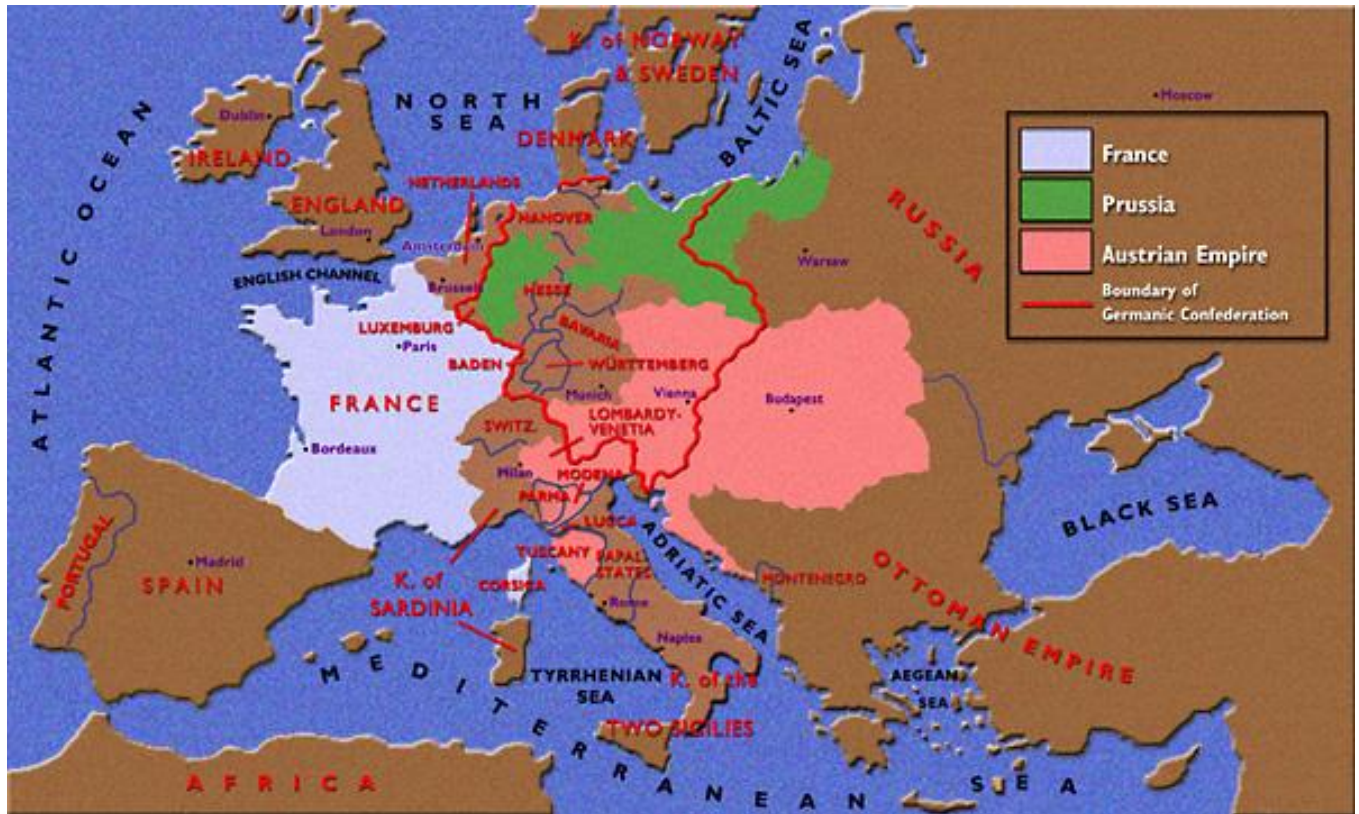 K. of NORWAY
& SWEDEN
BALTIC SEA
Moscow
NORTH
SEA
Dublin
DENMARK
IRELAND
NETHERLANDS
ENGLAND
HANOVER
London
Amsterdam
ATLANTIC OCEAN
ENGLISH CHANNEL
Brussels
HESSE
RUSSIA
Warsaw
France
Prussia
Austrian Empire
Boundary of
Germanic Confederation
LUXEMBURG
Paris
BAVARIA
BADEN
WÜRTTEMBERG
Munich
Vienna
Budapest
FRANCE
LOMBARDY-
VENETIA
SWITZ.
Bordeaux
Milan
MODENA
PARMA
LUCCA
BLACK SEA
ADRIATIC SEA
TUSCANY
PAPAL
STATES
Madrid
SPAIN
PORTUGAL
K. of
SARDINIA
CORSICA
MONTENEGRO
OTTOMAN EMPIRE
Rome
Naples
TYRRHENIAN
SEA
K. of the
TWO SICILIES
AEGEAN
SEA
MEDITERRANEAN SEA
AFRICA